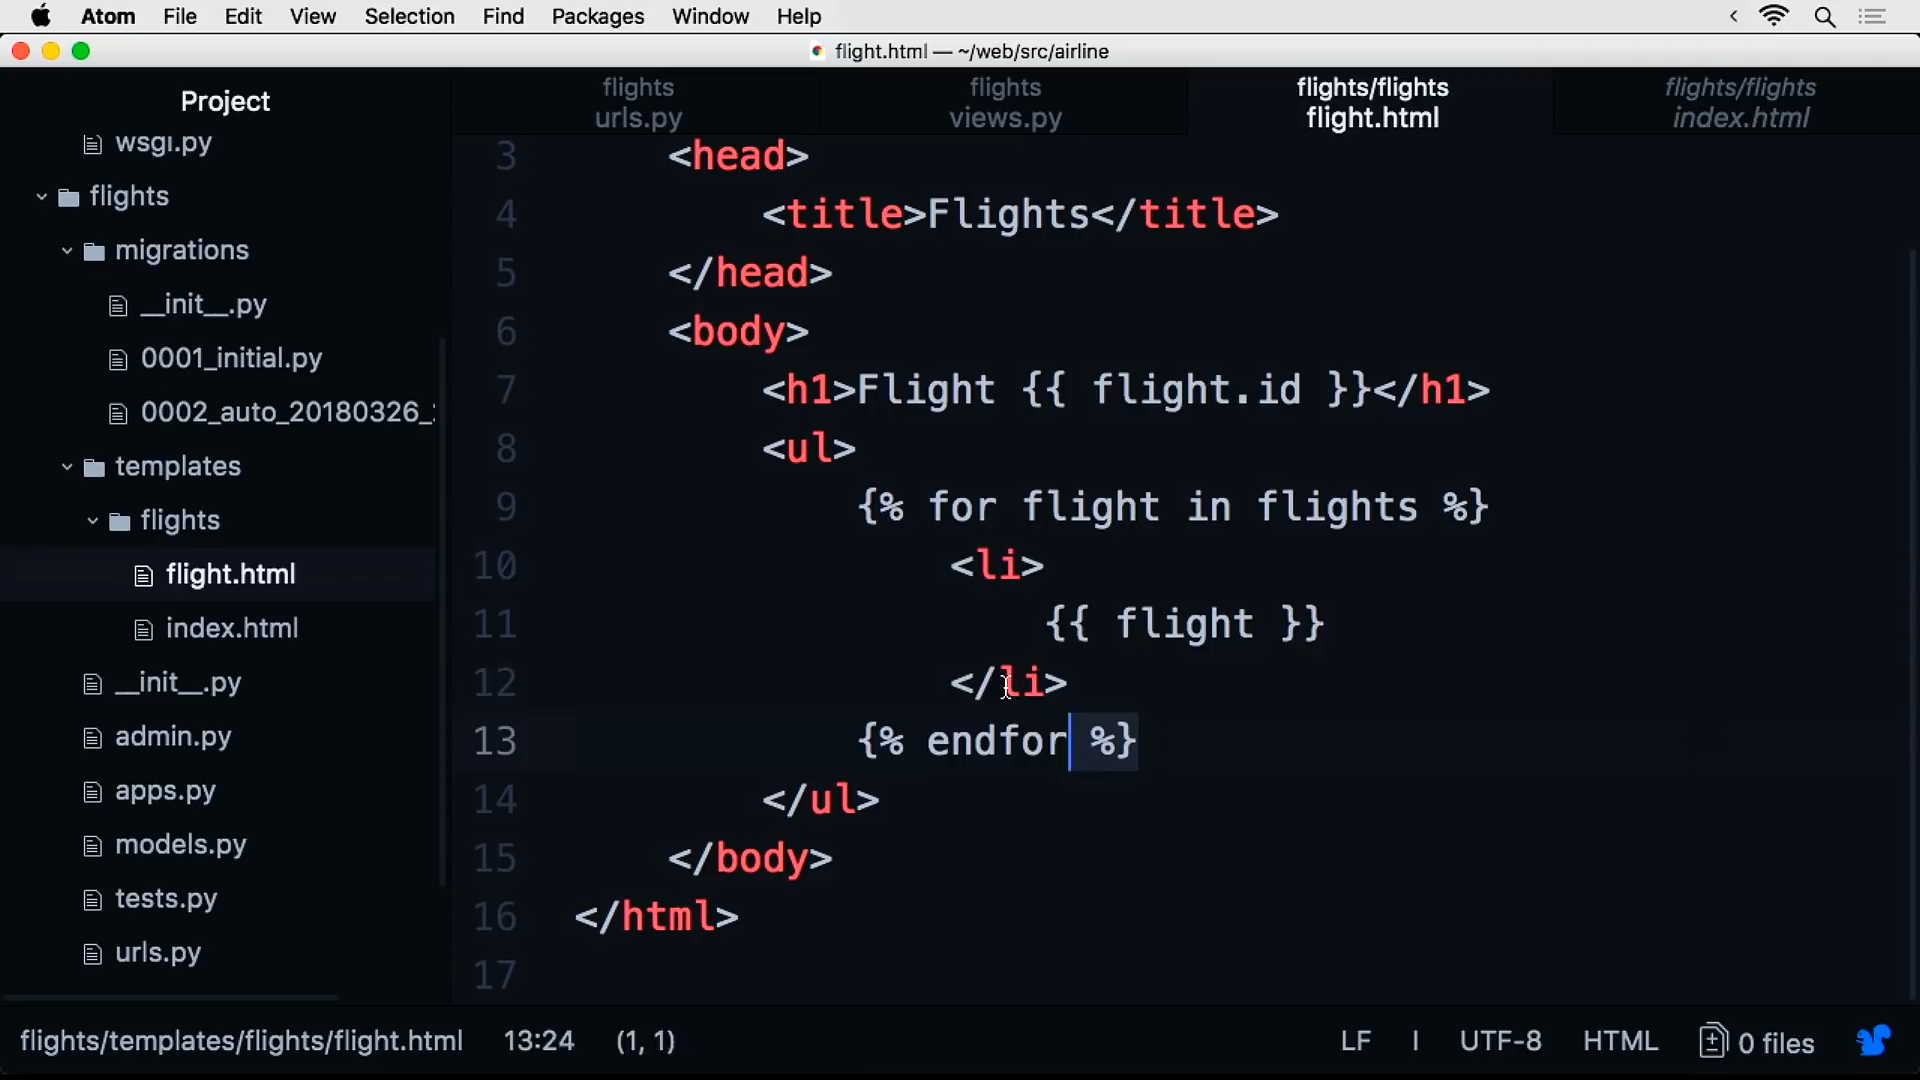 Atom File Edit View Selection Find Packages Window Help
flight.html — ~/web/src/airline
Project
wsgi.py
flights
migrations
__init__.py
0001_initial.py
0002_auto_20180326_
templates
flights
flight.html
index.html
__init__.py
admin.py
apps.py
models.py
tests.py
urls.py
flights
urls.py
flights
views.py
flights/flights
flight.html
flights/flights
index.html
3 <head>
4 <title>Flights</title>
5 </head>
6 <body>
7 <h1>Flight {{ flight.id }}</h1>
8 <ul>
9 {% for flight in flights %}
10 <li>
11 {{ flight }}
12 </li>
13 {% endfor %}
14 </ul>
15 </body>
16 </html>
17
flights/templates/flights/flight.html 13:24 (1, 1) LF I UTF-8 HTML 0 files